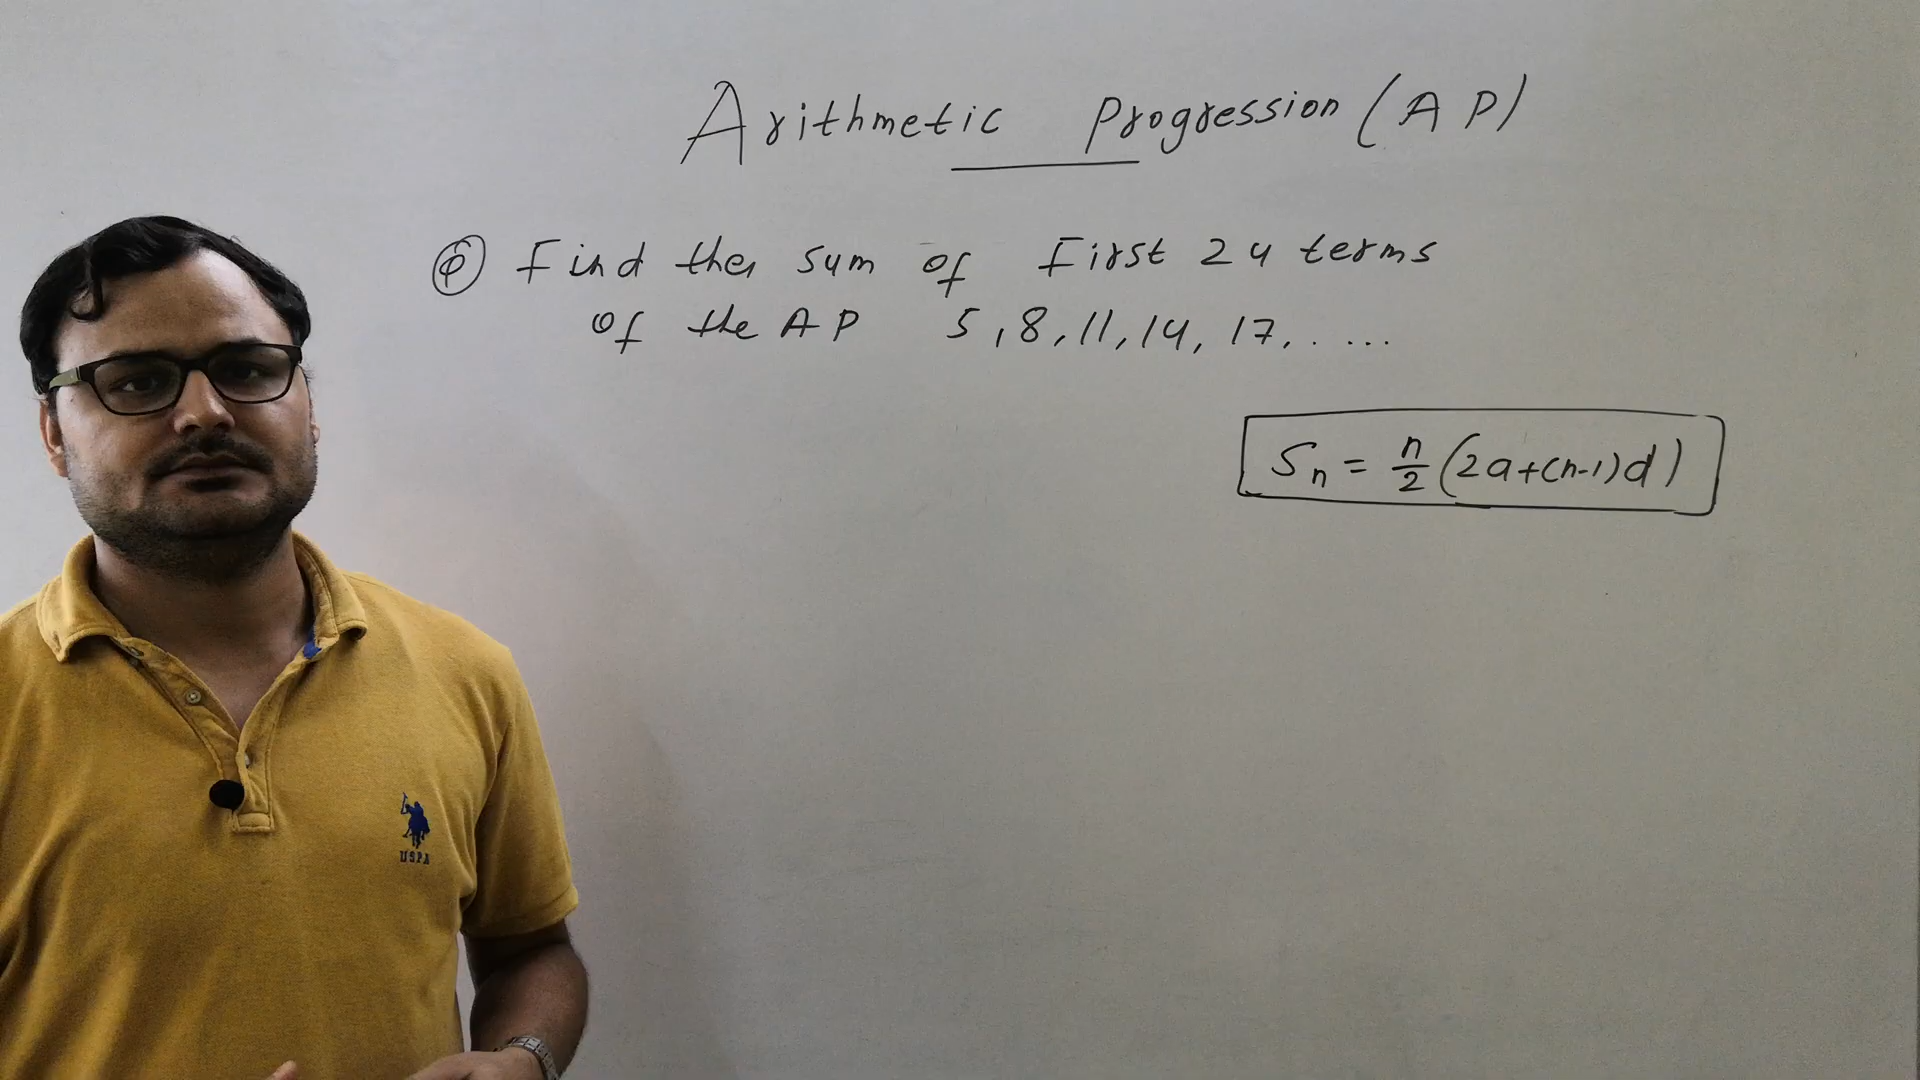 Arithmetic Progression (AP)
Q Find the sum of First 24 terms
of the AP 5, 8, 11, 14, 17, . . . .
Sn = n/2 (2a+(n-1)d)
USPA